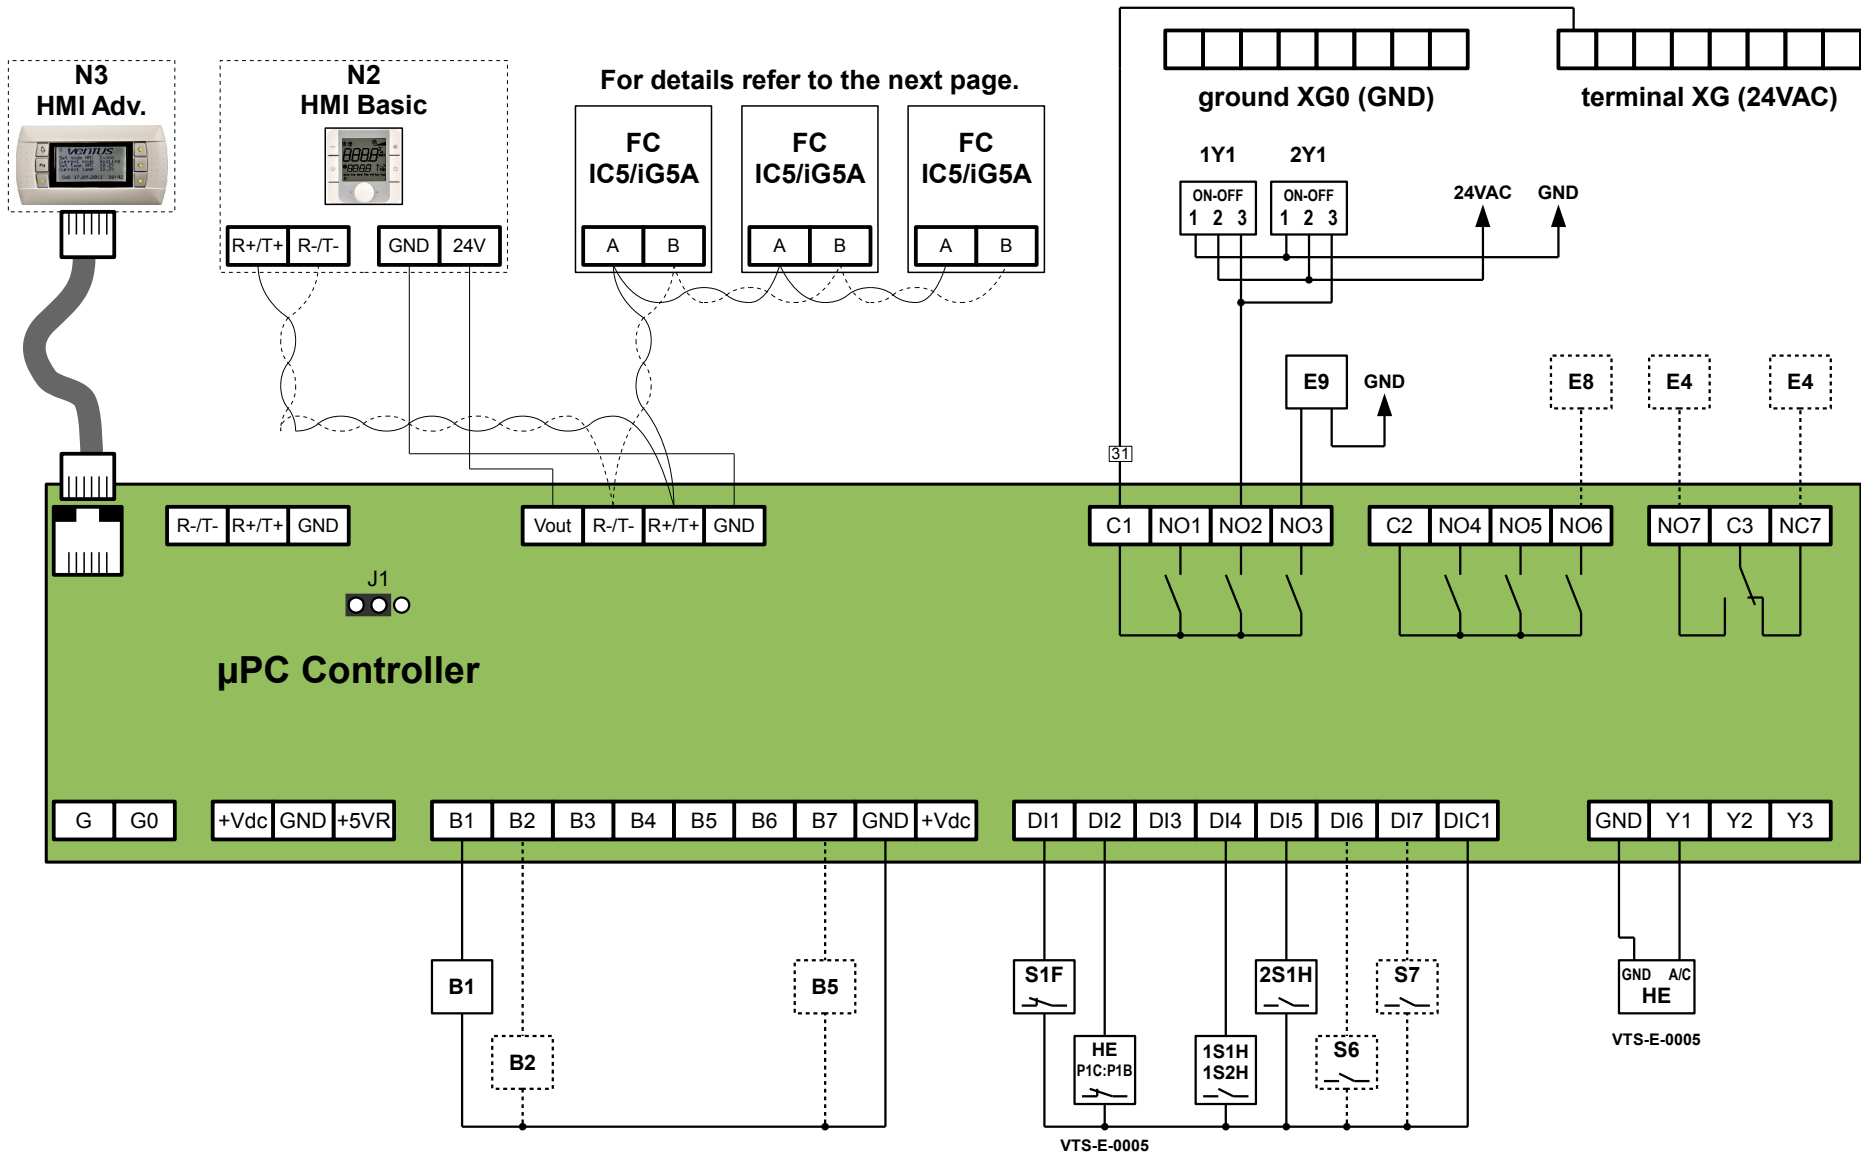 N3
HMI Adv.
VENTUS
N2
HMI Basic
R+/T+ R-/T- GND 24V
For details refer to the next page.
FC
IC5/iG5A
A B
FC
IC5/iG5A
A B
FC
IC5/iG5A
A B
ground XG0 (GND)
terminal XG (24VAC)
1Y1 2Y1
ON-OFF
1 2 3
ON-OFF
1 2 3
24VAC GND
E9 GND
E8 E4 E4
31
R-/T- R+/T+ GND
Vout R-/T- R+/T+ GND
C1 NO1 NO2 NO3
C2 NO4 NO5 NO6
NO7 C3 NC7
J1
µPC Controller
G G0
+Vdc GND +5VR
B1 B2 B3 B4 B5 B6 B7 GND +Vdc
DI1 DI2 DI3 DI4 DI5 DI6 DI7 DIC1
GND Y1 Y2 Y3
B1
B2
B5
S1F
HE
P1C:P1B
VTS-E-0005
1S1H
1S2H
2S1H
S6
S7
GND A/C
HE
VTS-E-0005